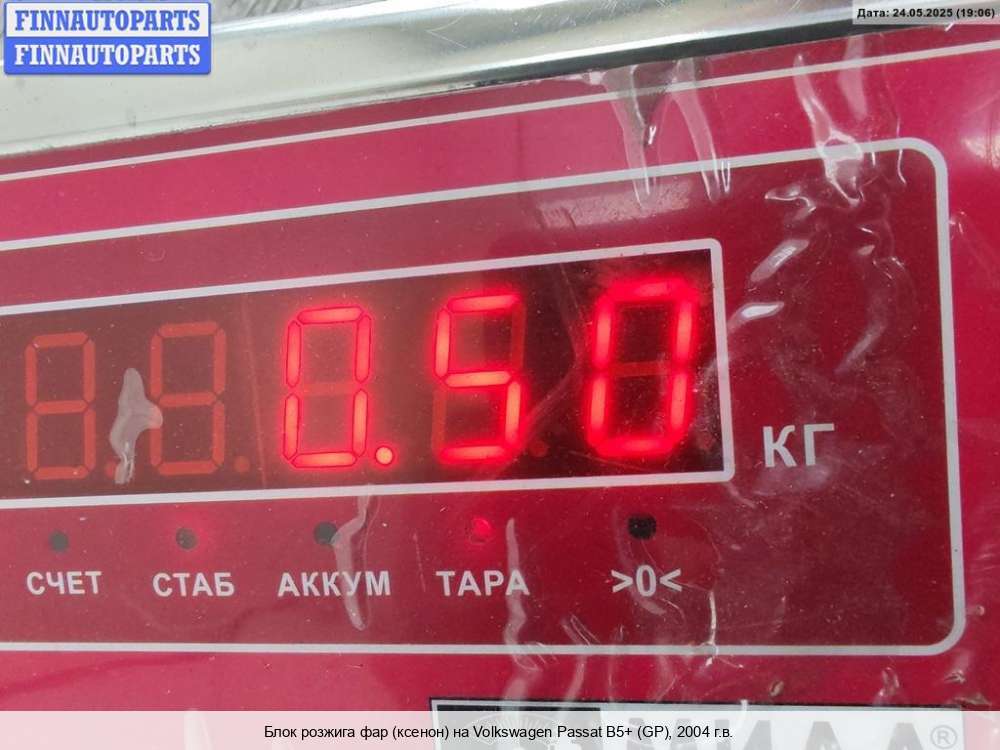 FINNAUTOPARTS
FINNAUTOPARTS
Дата: 24.05.2025 (19:06)
0.50
КГ
СЧЕТ СТАБ АККУМ ТАРА >0<
Блок розжига фар (ксенон) на Volkswagen Passat B5+ (GP), 2004 г.в.